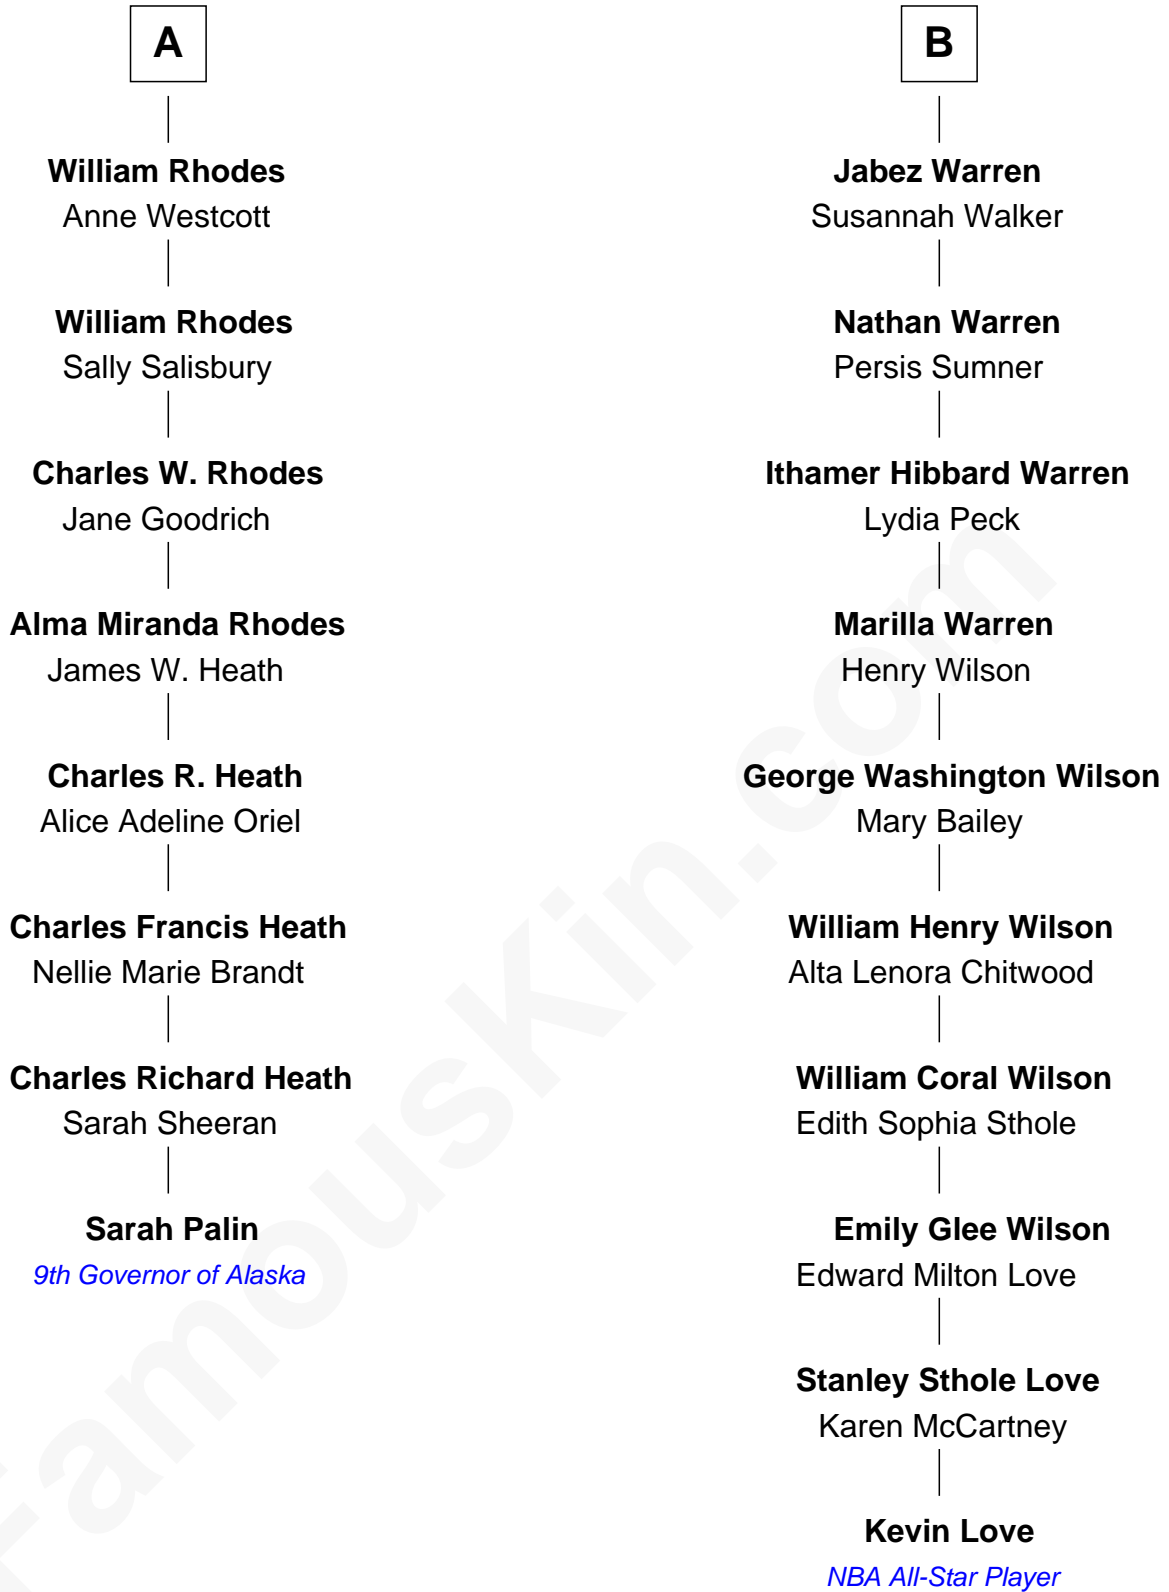 A
William Rhodes
Anne Westcott
William Rhodes
Sally Salisbury
Charles W. Rhodes
Jane Goodrich
Alma Miranda Rhodes
James W. Heath
Charles R. Heath
Alice Adeline Oriel
Charles Francis Heath
Nellie Marie Brandt
Charles Richard Heath
Sarah Sheeran
Sarah Palin
9th Governor of Alaska
B
Jabez Warren
Susannah Walker
Nathan Warren
Persis Sumner
Ithamer Hibbard Warren
Lydia Peck
Marilla Warren
Henry Wilson
George Washington Wilson
Mary Bailey
William Henry Wilson
Alta Lenora Chitwood
William Coral Wilson
Edith Sophia Sthole
Emily Glee Wilson
Edward Milton Love
Stanley Sthole Love
Karen McCartney
Kevin Love
NBA All-Star Player
FamousKin.com